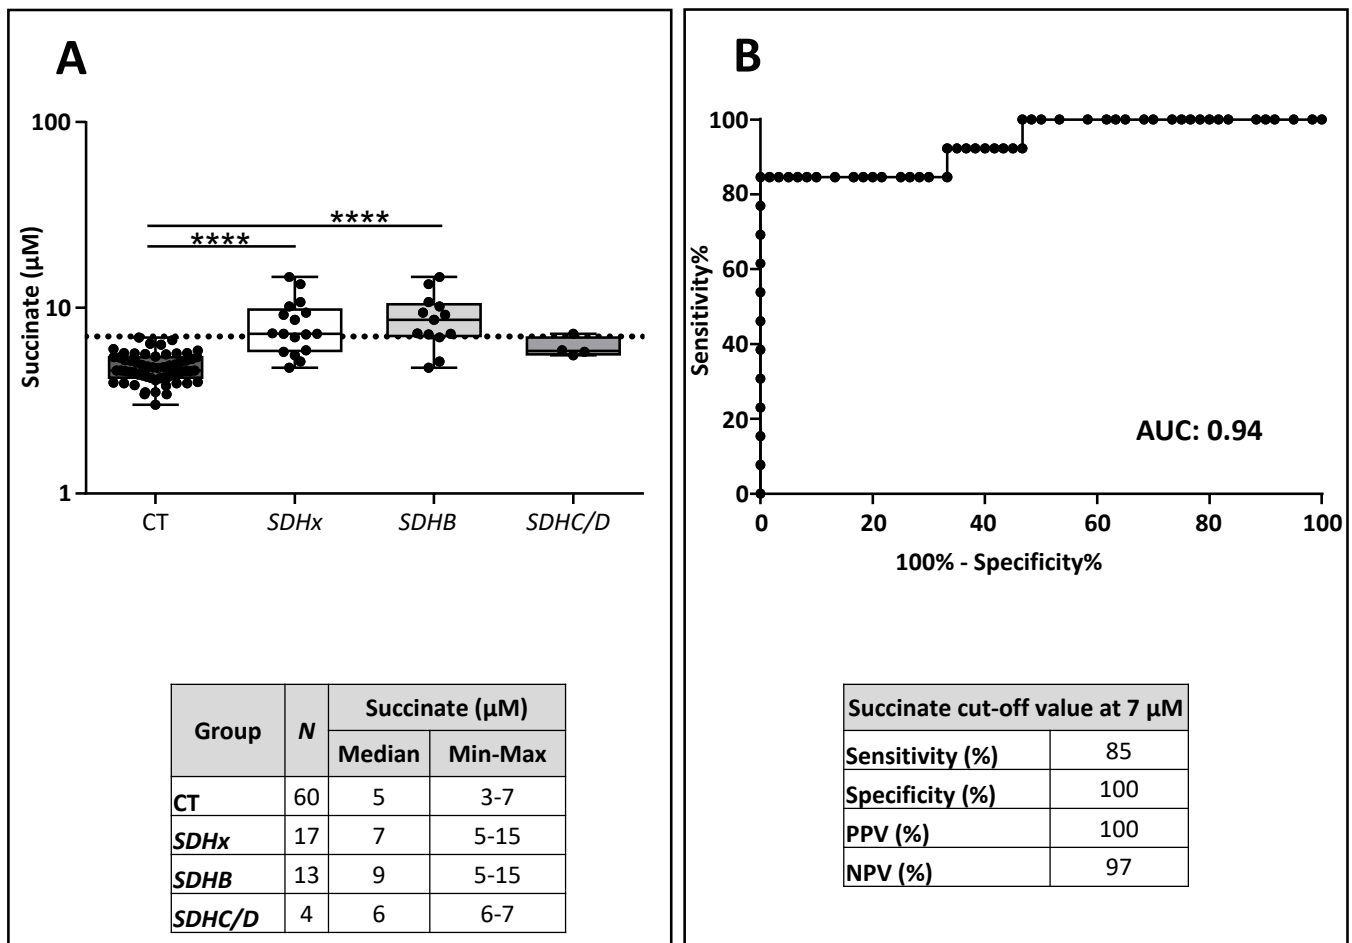 A
100
10
1
Succinate (µM)
****
****
CT
SDHx
SDHB
SDHC/D
Group N Succinate (µM)
Median Min-Max
CT 60 5 3-7
SDHx 17 7 5-15
SDHB 13 9 5-15
SDHC/D 4 6 6-7
B
100
80
60
40
20
0
Sensitivity%
AUC: 0.94
0 20 40 60 80 100
100% - Specificity%
Succinate cut-off value at 7 µM
Sensitivity (%) 85
Specificity (%) 100
PPV (%) 100
NPV (%) 97